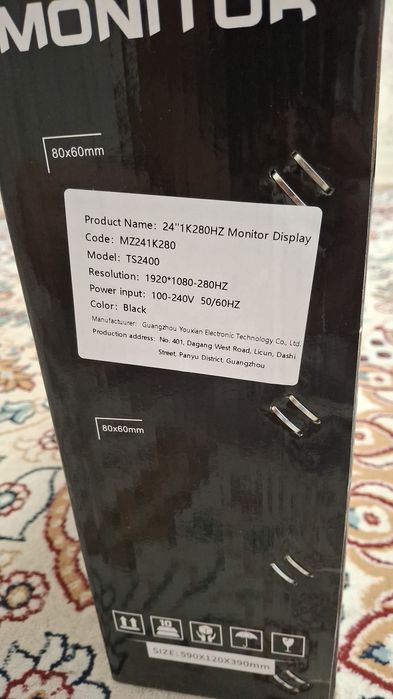 MONITOR
80x60mm
Product Name: 24''1K280HZ Monitor Display
Code: MZ241K280
Model: TS2400
Resolution: 1920*1080-280HZ
Power input: 100-240V 50/60HZ
Color: Black
Manufactuurer: Guangzhou Youxian Electronic Technology Co., Ltd.
Production address: No. 401, Dagang West Road, Licun, Dashi
Street, Panyu District, Guangzhou
80x60mm
10
SIZE: 590X120X390mm